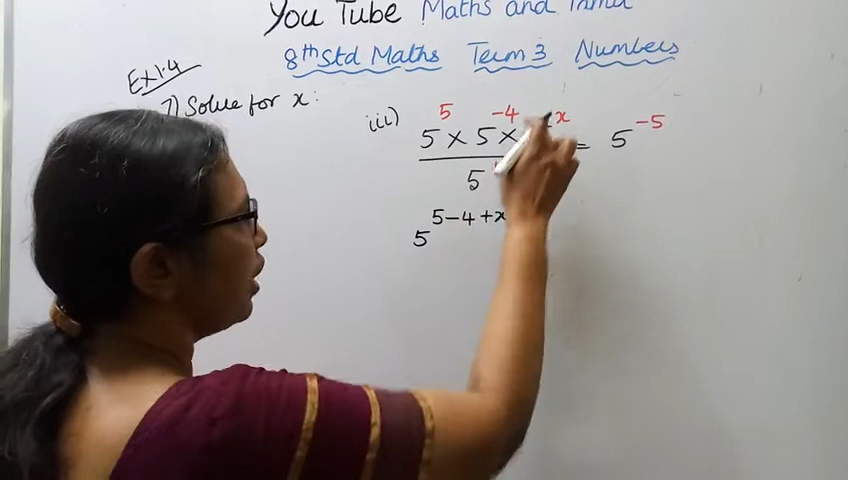 You Tube Maths and Tamil
8th Std Maths Term 3 Numbers
Ex 1.4
7) Solve for x:
iii) 5^5 × 5^-4 × ^x = 5^-5
5
5^5-4+x